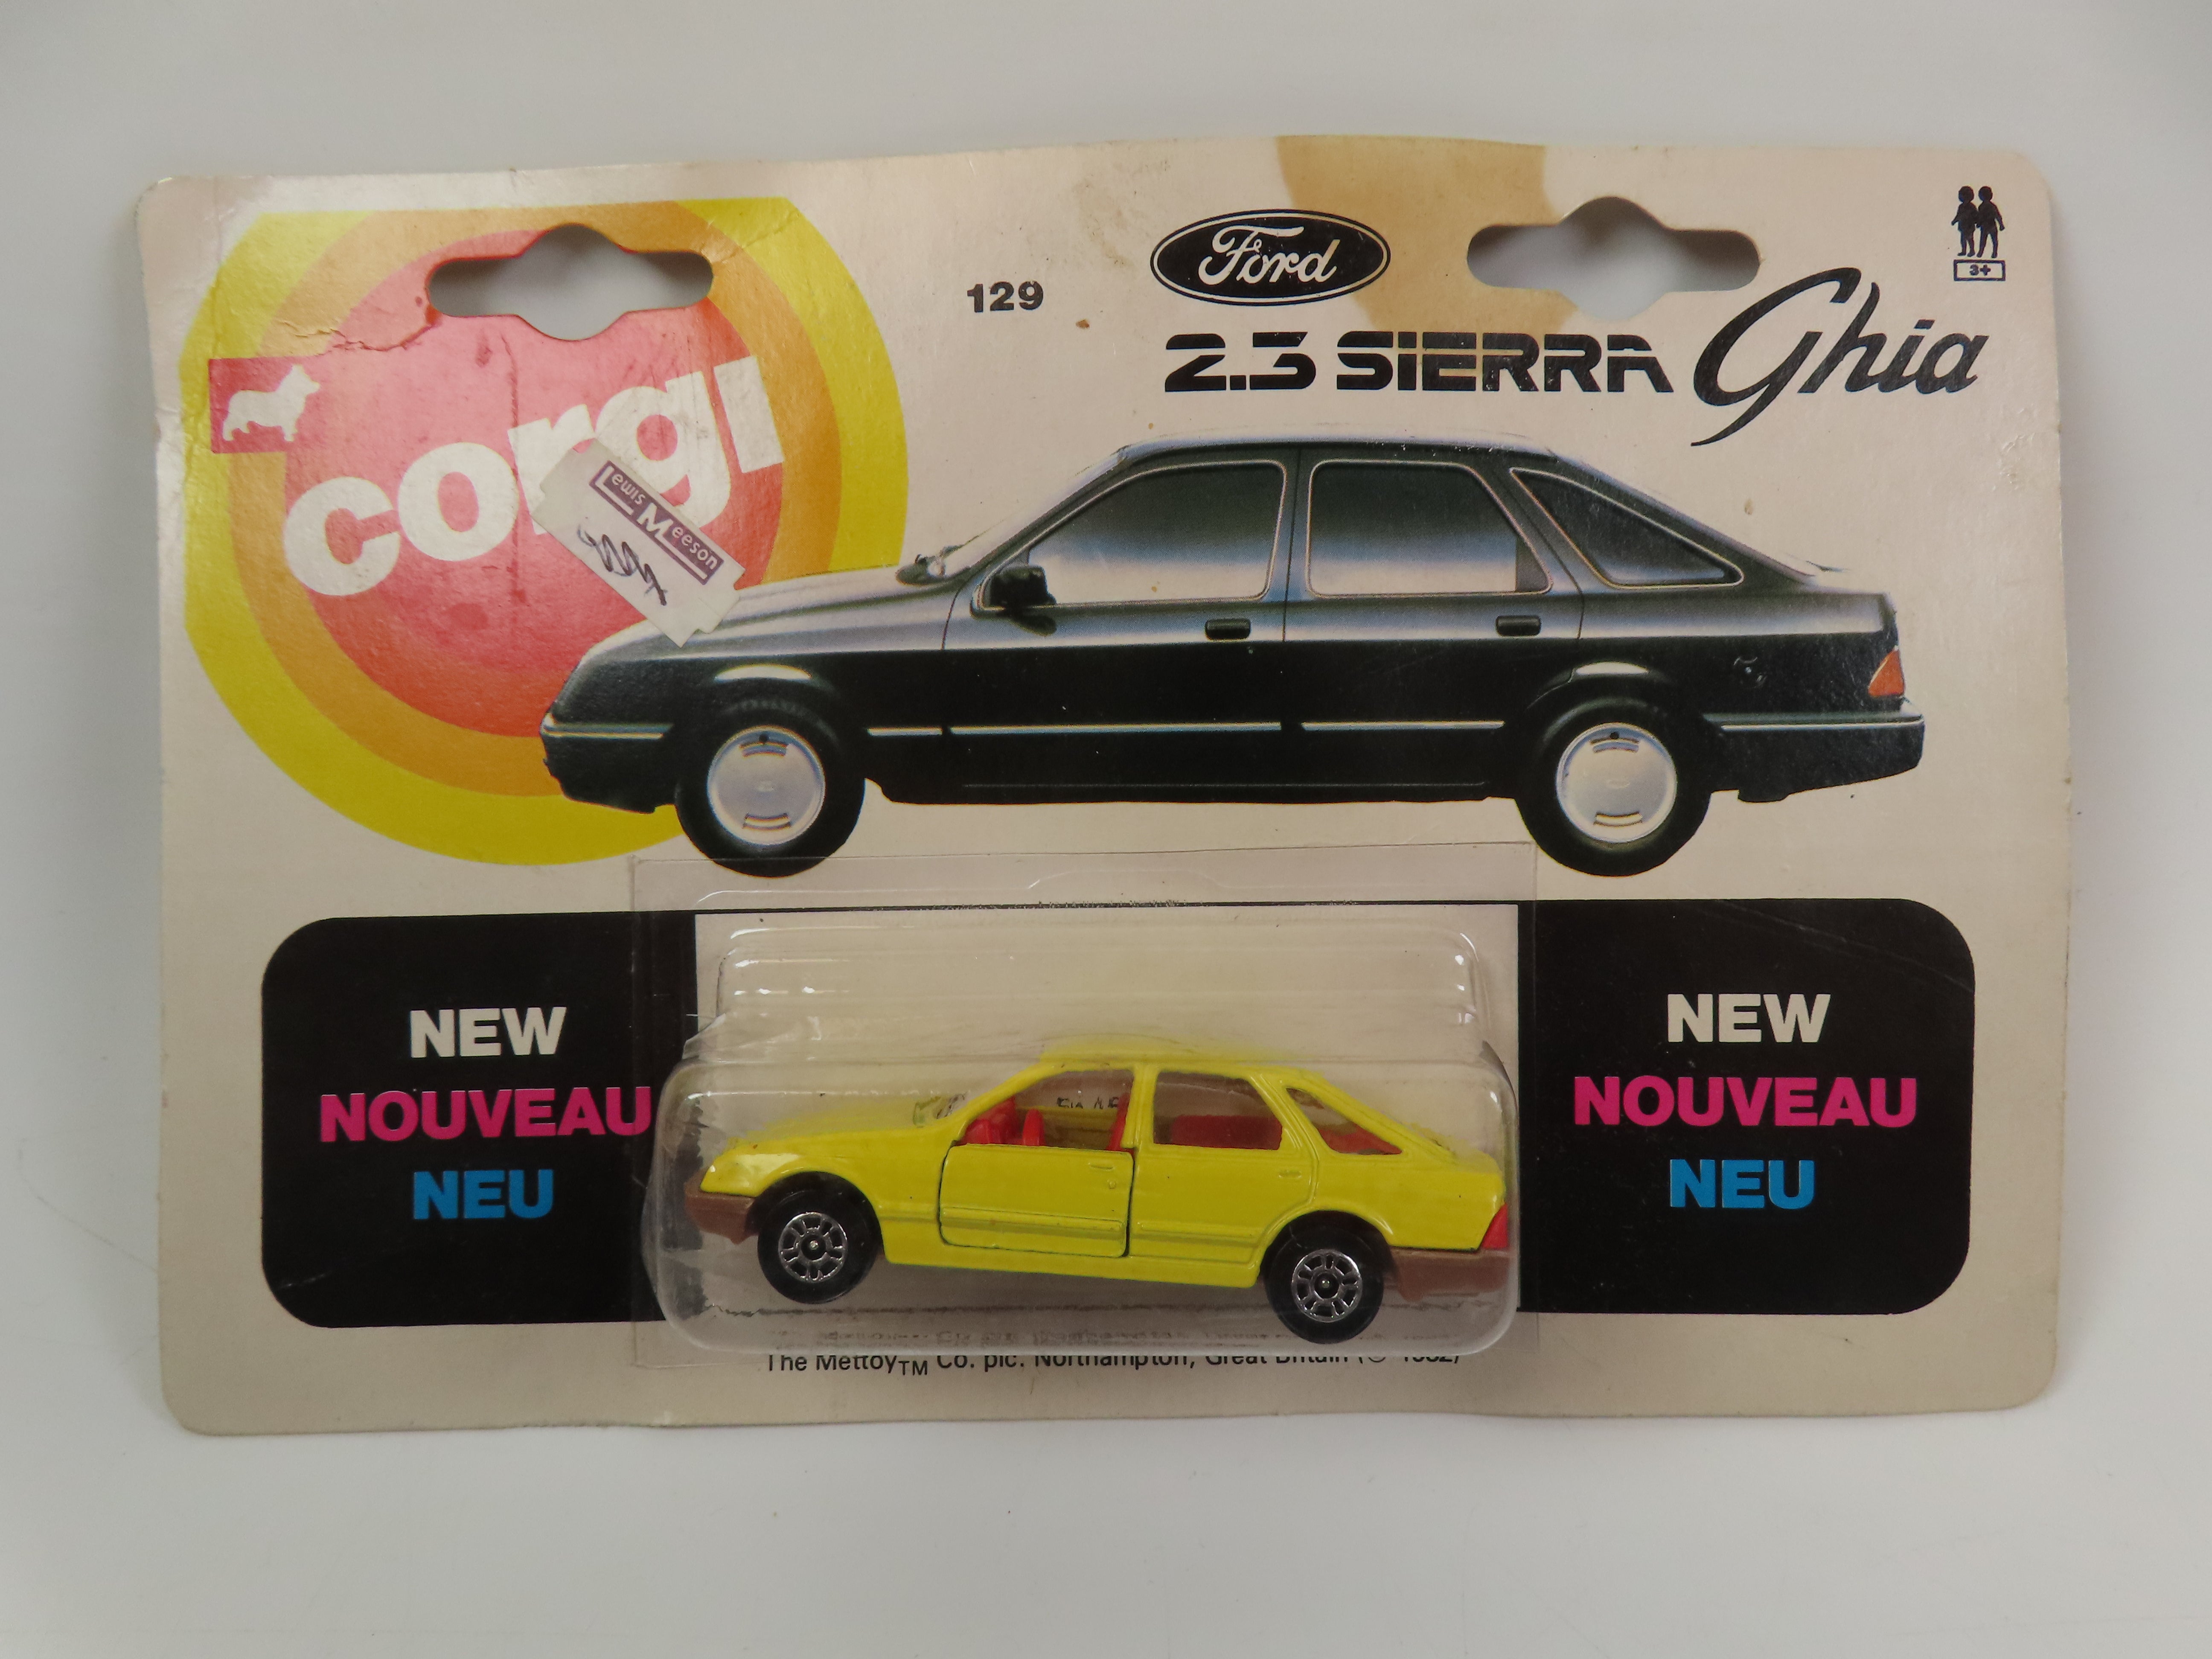 corgi
129
Ford
2.3 SIERRA Ghia
3+
Lewis Meeson
NEW
NOUVEAU
NEU
NEW
NOUVEAU
NEU
The Mettoy TM Co. plc. Northampton, Great Britain (© 1982)